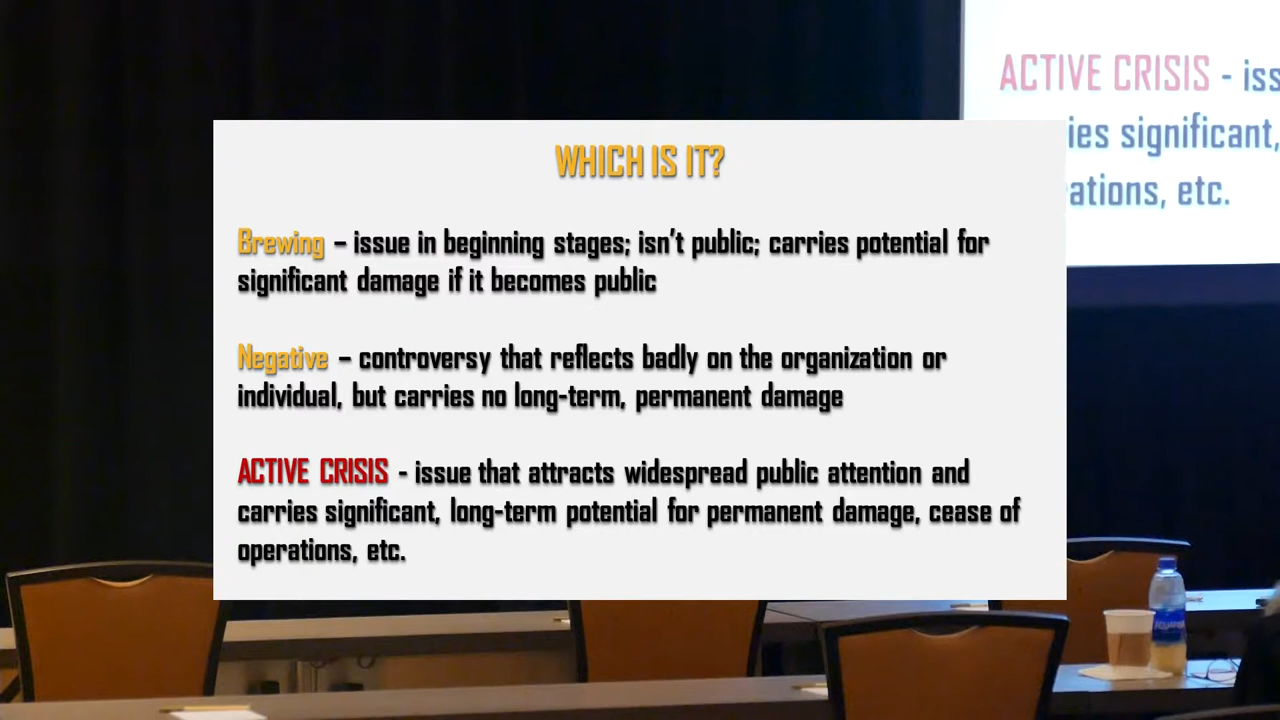 WHICH IS IT?
Brewing – issue in beginning stages; isn't public; carries potential for
significant damage if it becomes public
Negative – controversy that reflects badly on the organization or
individual, but carries no long-term, permanent damage
ACTIVE CRISIS - issue that attracts widespread public attention and
carries significant, long-term potential for permanent damage, cease of
operations, etc.
ACTIVE CRISIS - iss
ies significant,
ations, etc.